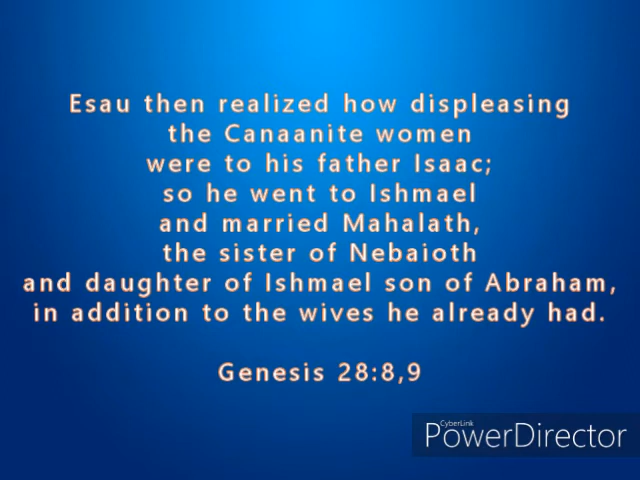 Esau then realized how displeasing
the Canaanite women
were to his father Isaac;
so he went to Ishmael
and married Mahalath,
the sister of Nebaioth
and daughter of Ishmael son of Abraham,
in addition to the wives he already had.
Genesis 28:8,9
CyberLink
PowerDirector